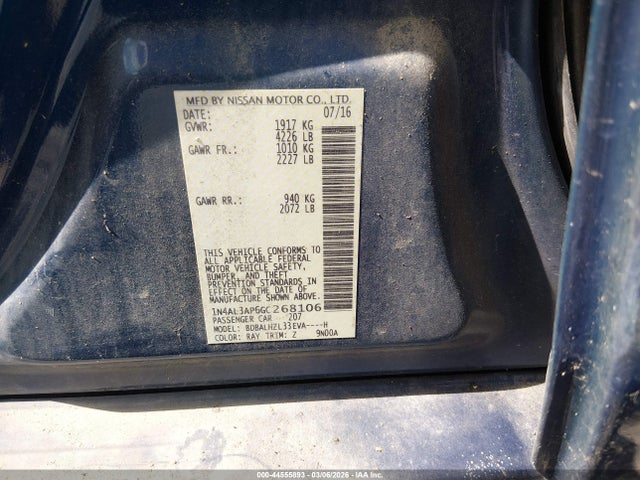 MFD BY NISSAN MOTOR CO., LTD.
DATE: 07/16
GVWR: 1917 KG
4226 LB
GAWR FR.: 1010 KG
2227 LB
GAWR RR.: 940 KG
2072 LB
THIS VEHICLE CONFORMS TO
ALL APPLICABLE FEDERAL
MOTOR VEHICLE SAFETY,
BUMPER, AND THEFT
PREVENTION STANDARDS IN
EFFECT ON THE DATE OF
MANUFACTURE SHOWN ABOVE.
1N4AL3AP6GC268106
PASSENGER CAR 207
MODEL: BDBALHZL33EVA----H
COLOR: RAY TRIM: Z 9N00A
000-44555893 - 03/06/2026 - IAAI.COM